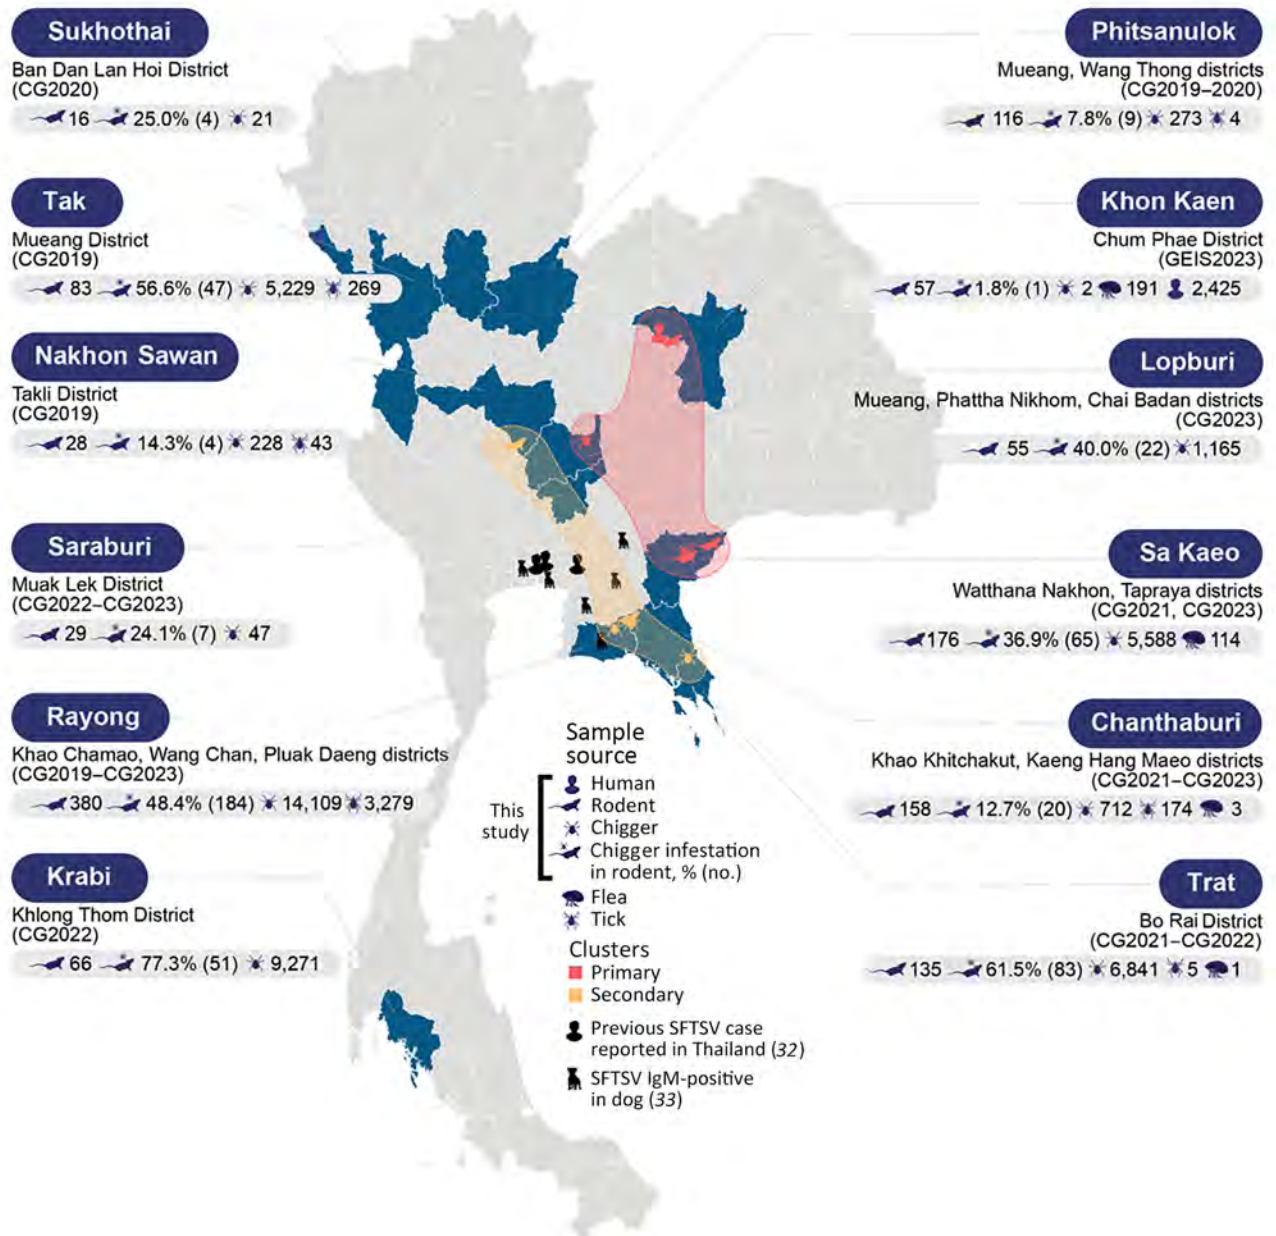 Sukhothai
Ban Dan Lan Hoi District
(CG2020)
16 25.0% (4) 21
Tak
Mueang District
(CG2019)
83 56.6% (47) 5,229 269
Nakhon Sawan
Takli District
(CG2019)
28 14.3% (4) 228 43
Saraburi
Muak Lek District
(CG2022–CG2023)
29 24.1% (7) 47
Rayong
Khao Chamao, Wang Chan, Pluak Daeng districts
(CG2019–CG2023)
380 48.4% (184) 14,109 3,279
Krabi
Khlong Thom District
(CG2022)
66 77.3% (51) 9,271
Phitsanulok
Mueang, Wang Thong districts
(CG2019–2020)
116 7.8% (9) 273 4
Khon Kaen
Chum Phae District
(GEIS2023)
57 1.8% (1) 2 191 2,425
Lopburi
Mueang, Phattha Nikhom, Chai Badan districts
(CG2023)
55 40.0% (22) 1,165
Sa Kaeo
Watthana Nakhon, Tapraya districts
(CG2021, CG2023)
176 36.9% (65) 5,588 114
Chanthaburi
Khao Khitchakut, Kaeng Hang Maeo districts
(CG2021–CG2023)
158 12.7% (20) 712 174 3
Trat
Bo Rai District
(CG2021–CG2022)
135 61.5% (83) 6,841 5 1
Sample
source
This
study
Human
Rodent
Chigger
Chigger infestation
in rodent, % (no.)
Flea
Tick
Clusters
Primary
Secondary
Previous SFTSV case
reported in Thailand (32)
SFTSV IgM-positive
in dog (33)